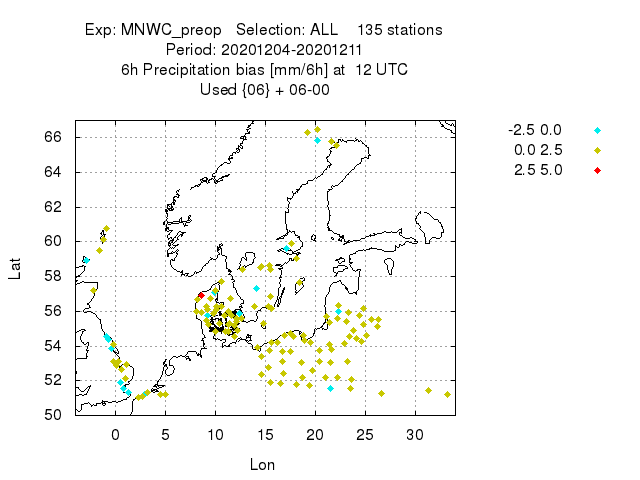 Exp: MNWC_preop   Selection: ALL    135 stations
Period: 20201204-20201211
6h Precipitation bias [mm/6h] at  12 UTC
Used {06} + 06-00
-2.5 0.0
0.0 2.5
2.5 5.0
66
64
62
60
58
56
54
52
50
Lat
0 5 10 15 20 25 30
Lon